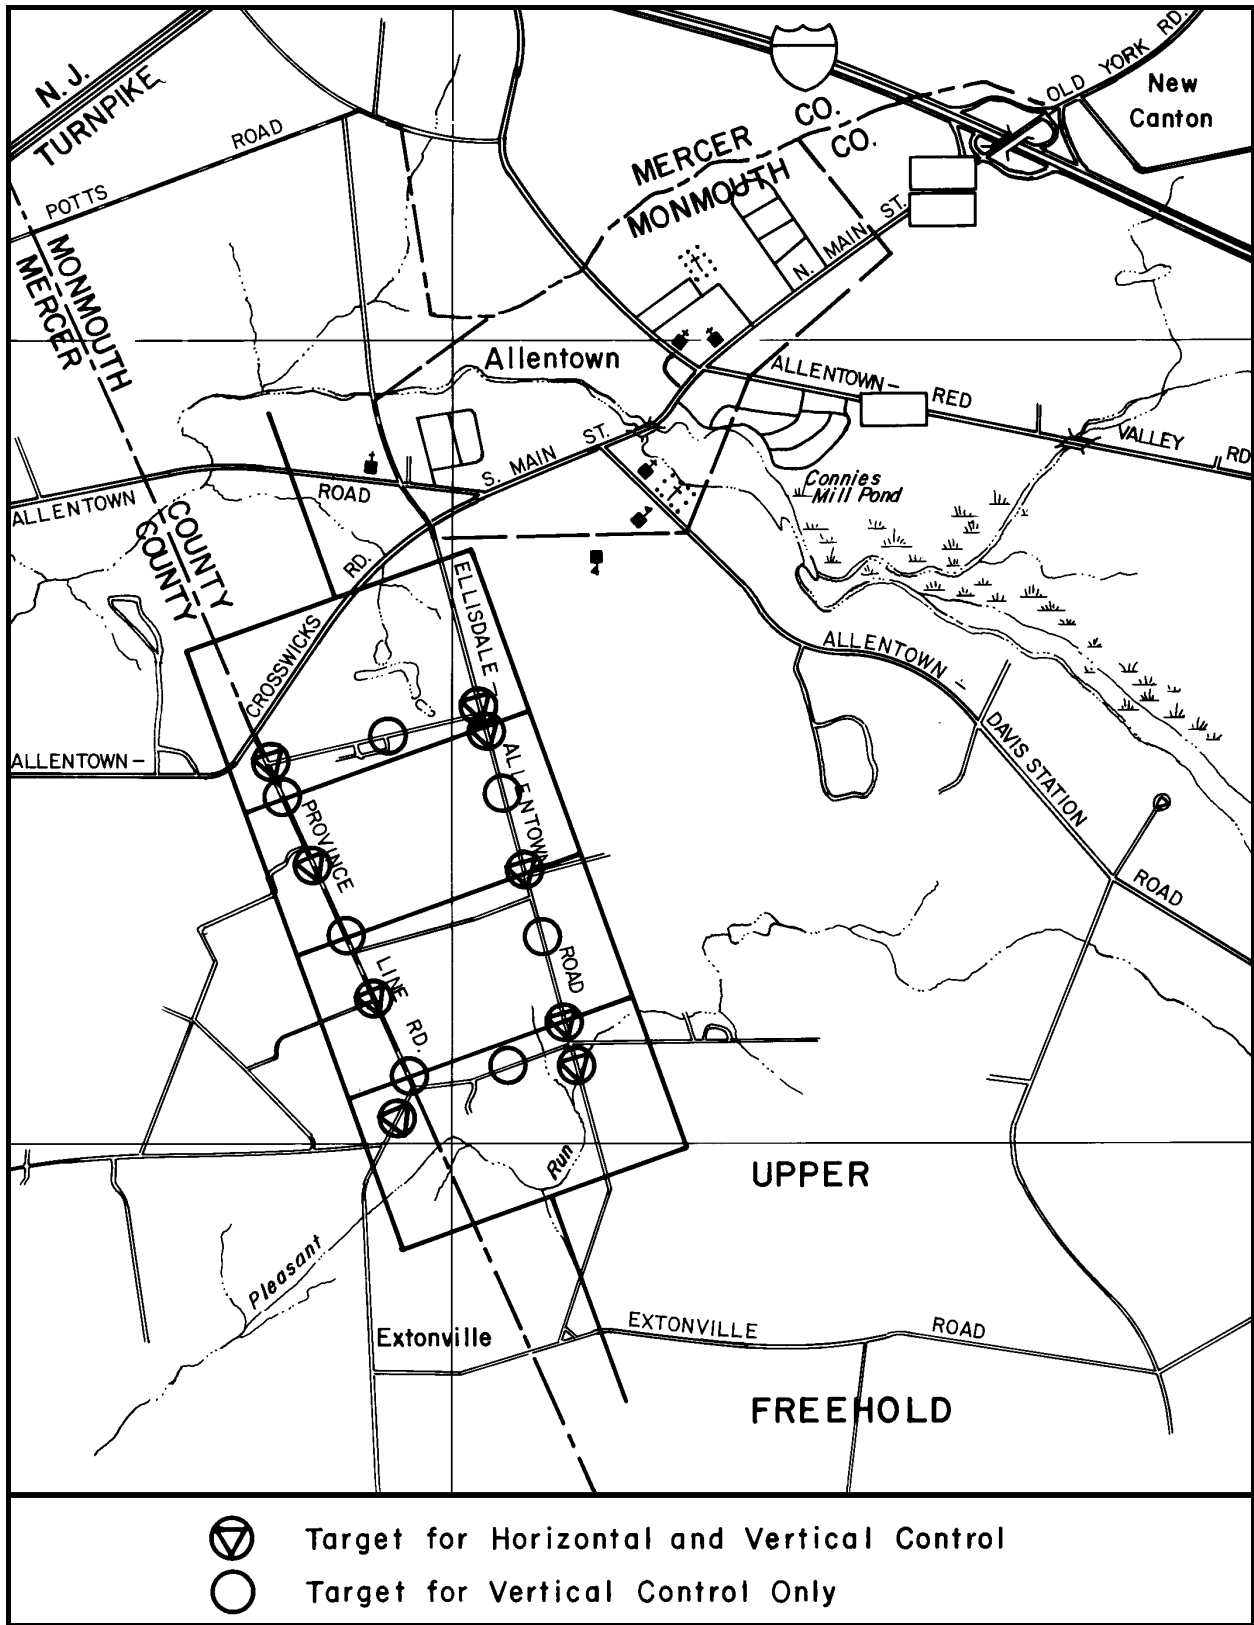 N. J.
TURNPIKE
POTTS
ROAD
MONMOUTH
MERCER
MERCER
MONMOUTH
CO.
CO.
OLD YORK RD.
New
Canton
N. MAIN ST.
Allentown
ALLENTOWN –
RED
VALLEY
RD
ALLENTOWN
ROAD
S. MAIN ST.
Connies
Mill Pond
COUNTY
COUNTY
CROSSWICKS
RD.
ELLISDALE –
ALLENTOWN
ROAD
ALLENTOWN –
DAVIS STATION
ROAD
ALLENTOWN –
PROVINCE
LINE
RD.
Pleasant
Run
UPPER
FREEHOLD
Extonville
EXTONVILLE
ROAD
Target for Horizontal and Vertical Control
Target for Vertical Control Only